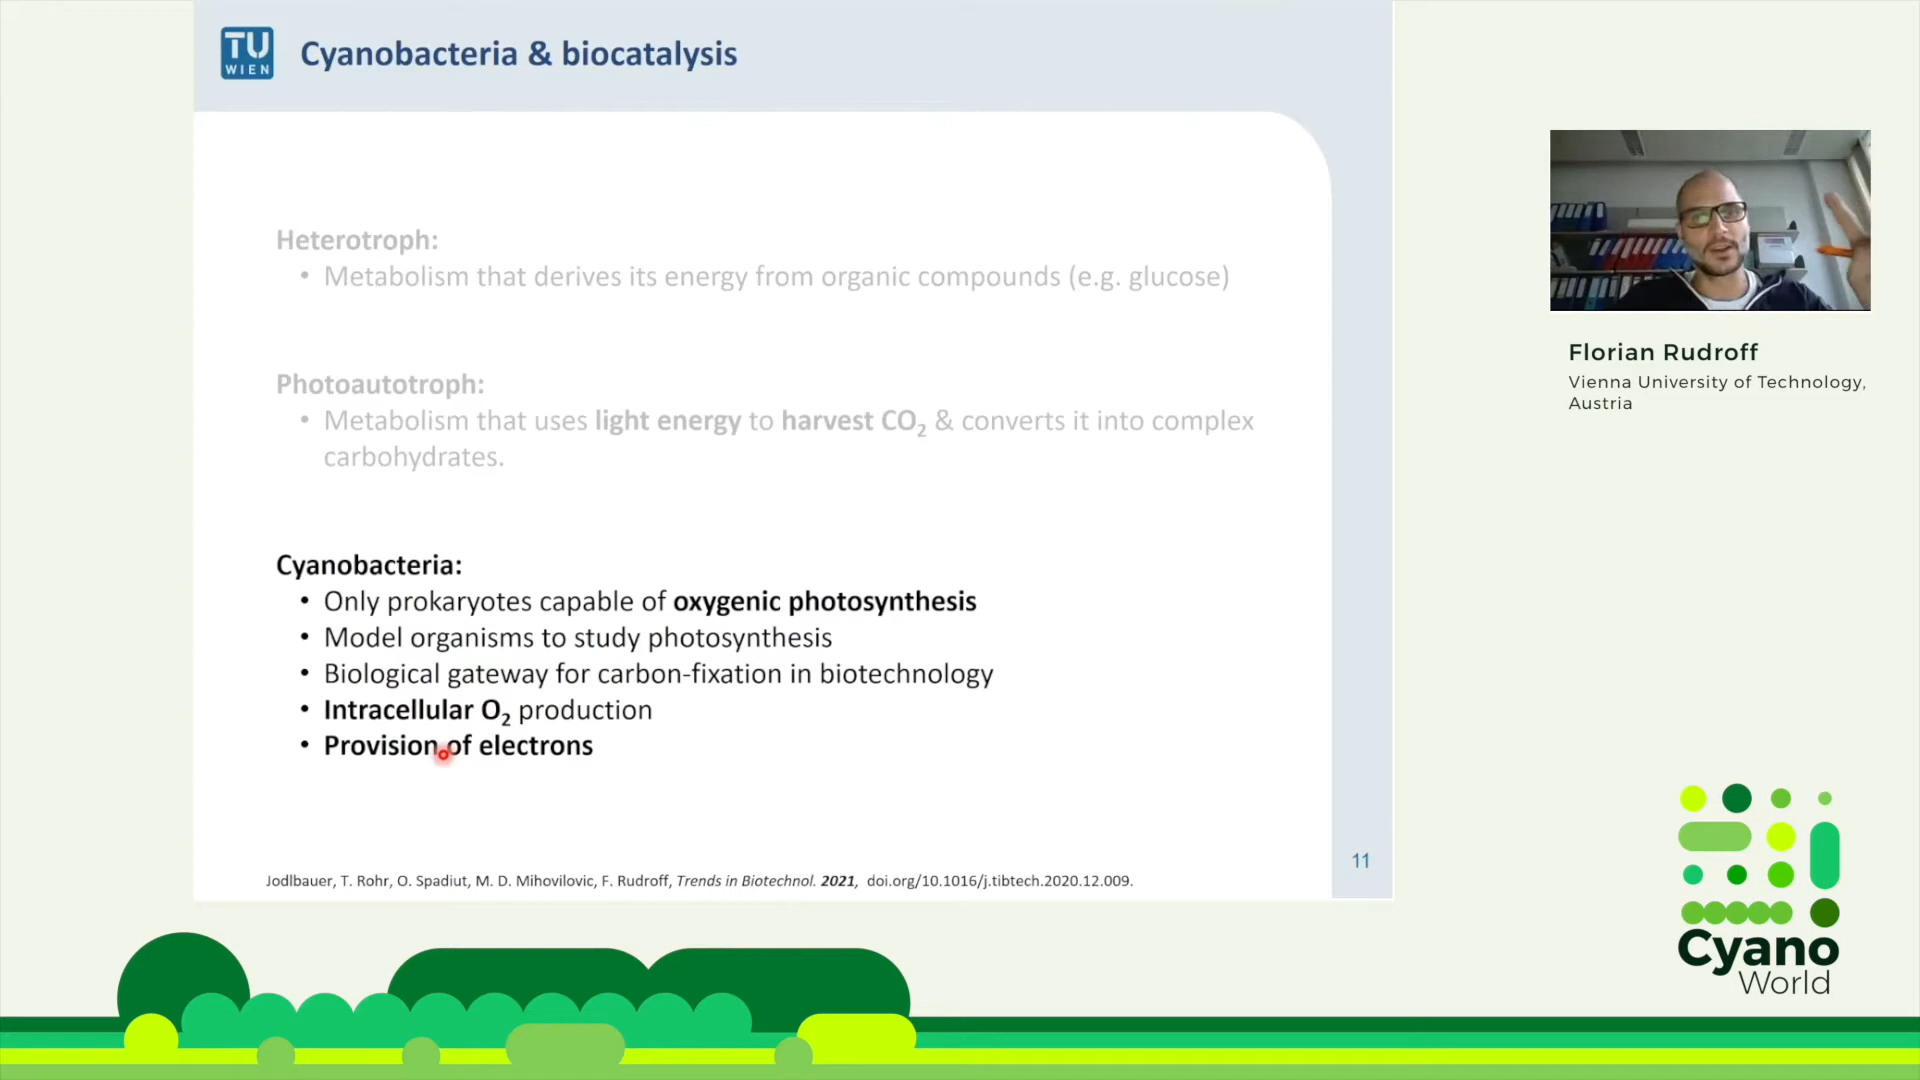 TU
WIEN
Cyanobacteria & biocatalysis
Heterotroph:
• Metabolism that derives its energy from organic compounds (e.g. glucose)
Photoautotroph:
• Metabolism that uses light energy to harvest CO₂ & converts it into complex
carbohydrates.
Cyanobacteria:
• Only prokaryotes capable of oxygenic photosynthesis
• Model organisms to study photosynthesis
• Biological gateway for carbon-fixation in biotechnology
• Intracellular O₂ production
• Provision of electrons
Jodlbauer, T. Rohr, O. Spadiut, M. D. Mihovilovic, F. Rudroff, Trends in Biotechnol. 2021, doi.org/10.1016/j.tibtech.2020.12.009.
11
Florian Rudroff
Vienna University of Technology,
Austria
Cyano
World